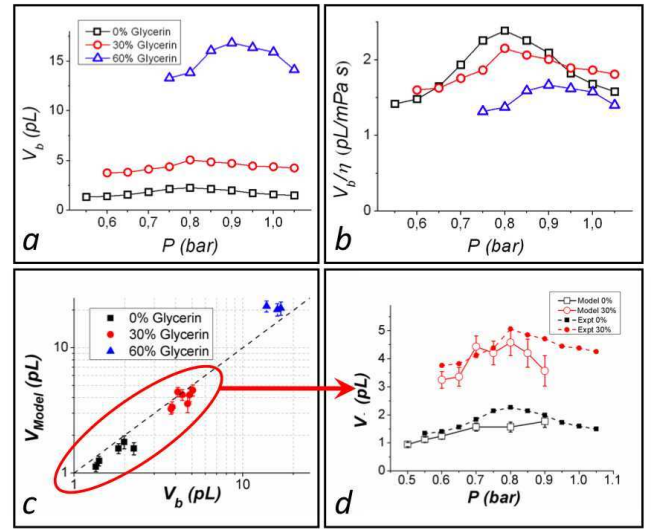 0% Glycerin
30% Glycerin
60% Glycerin
15
10
5
0
V_b (pL)
0,6 0,7 0,8 0,9 1,0
P (bar)
a
2
1
0
V_b/η (pL/mPa s)
0,6 0,7 0,8 0,9 1,0
P (bar)
b
0% Glycerin
30% Glycerin
60% Glycerin
10
1
V_Model (pL)
1 10
V_b (pL)
c
Model 0%
Model 30%
Expt 0%
Expt 30%
6
5
4
3
2
1
0
(pL)
0.5 0.6 0.7 0.8 0.9 1.0 1.1
P (bar)
d